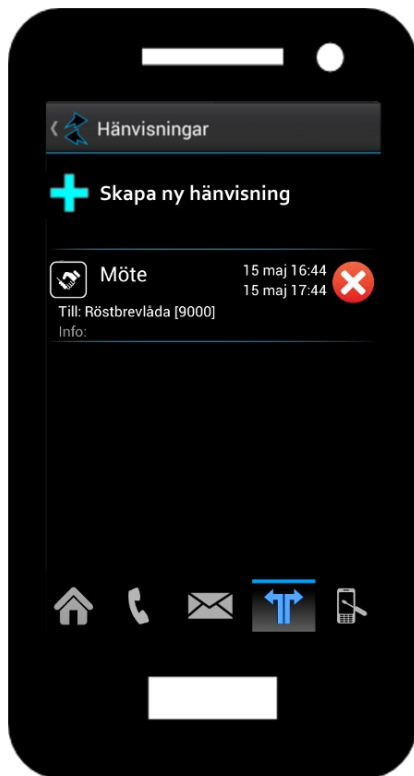 Hänvisningar
Skapa ny hänvisning
Möte
15 maj 16:44
15 maj 17:44
Till: Röstbrevlåda [9000]
Info: